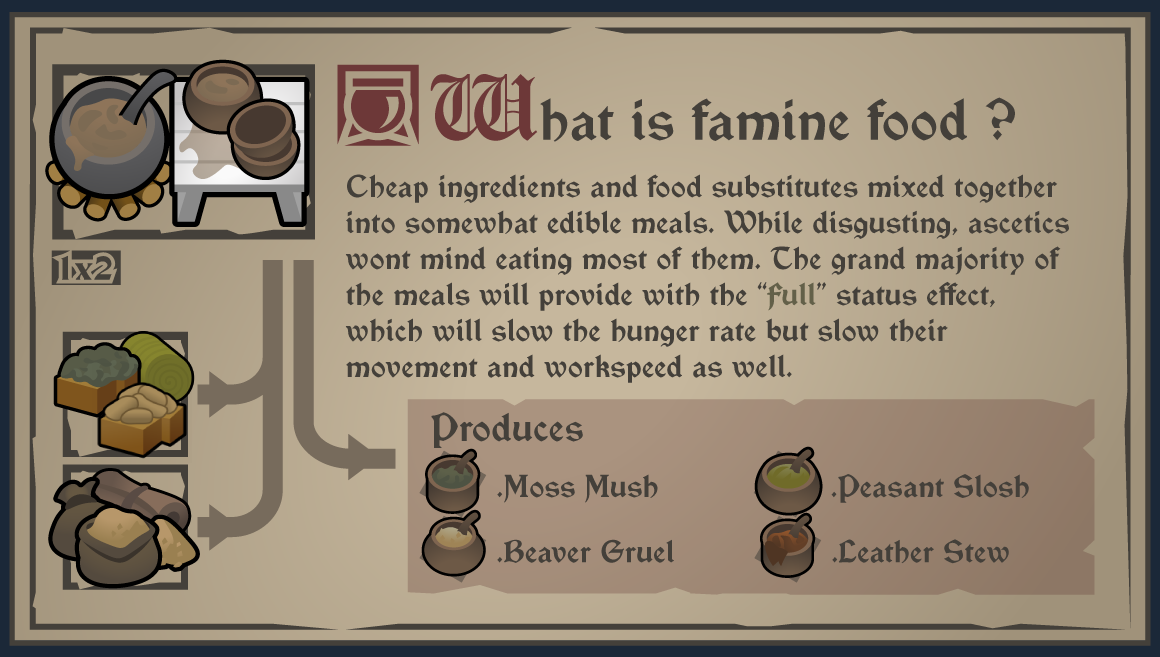 What is famine food ?
Cheap ingredients and food substitutes mixed together
into somewhat edible meals. While disgusting, ascetics
wont mind eating most of them. The grand majority of
the meals will provide with the “Full” status effect,
which will slow the hunger rate but slow their
movement and workspeed as well.
1x2
Produces
.Moss Mush
.Peasant Slosh
.Beaver Gruel
.Leather Stew